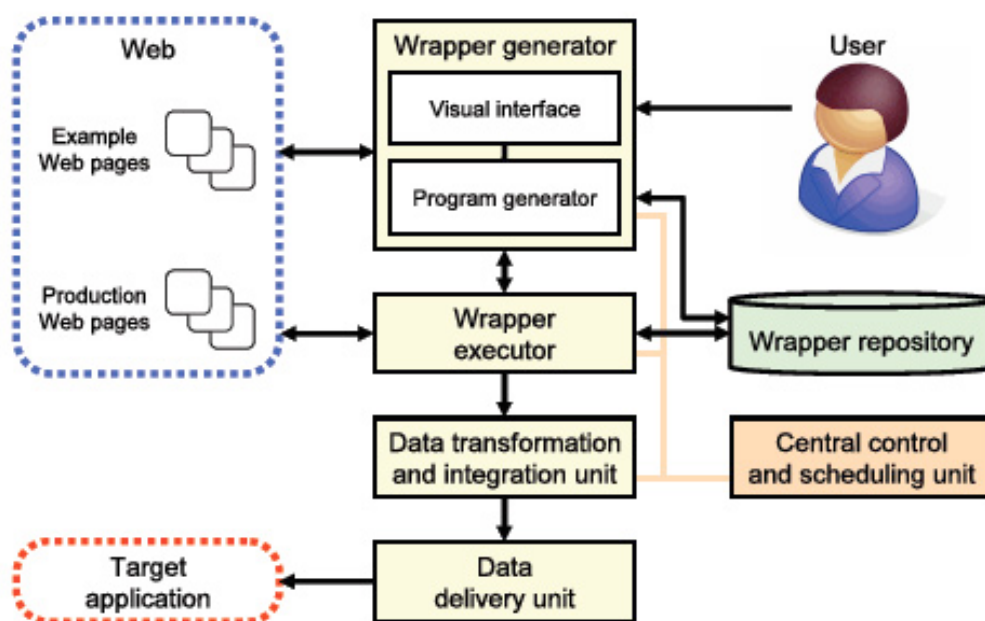 Web
Wrapper generator
User
Visual interface
Example
Web pages
Program generator
Production
Web pages
Wrapper
executor
Wrapper repository
Data transformation
and integration unit
Central control
and scheduling unit
Target
application
Data
delivery unit